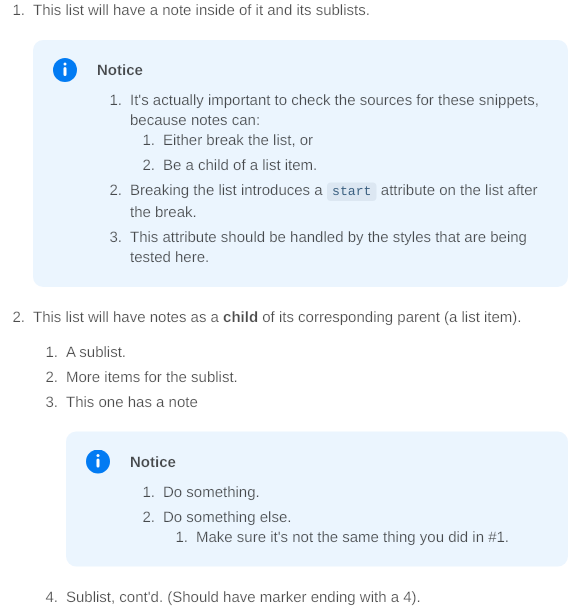 1. This list will have a note inside of it and its sublists.
Notice
1. It's actually important to check the sources for these snippets,
because notes can:
1. Either break the list, or
2. Be a child of a list item.
2. Breaking the list introduces a start attribute on the list after
the break.
3. This attribute should be handled by the styles that are being
tested here.
2. This list will have notes as a child of its corresponding parent (a list item).
1. A sublist.
2. More items for the sublist.
3. This one has a note
Notice
1. Do something.
2. Do something else.
1. Make sure it's not the same thing you did in #1.
4. Sublist, cont'd. (Should have marker ending with a 4).